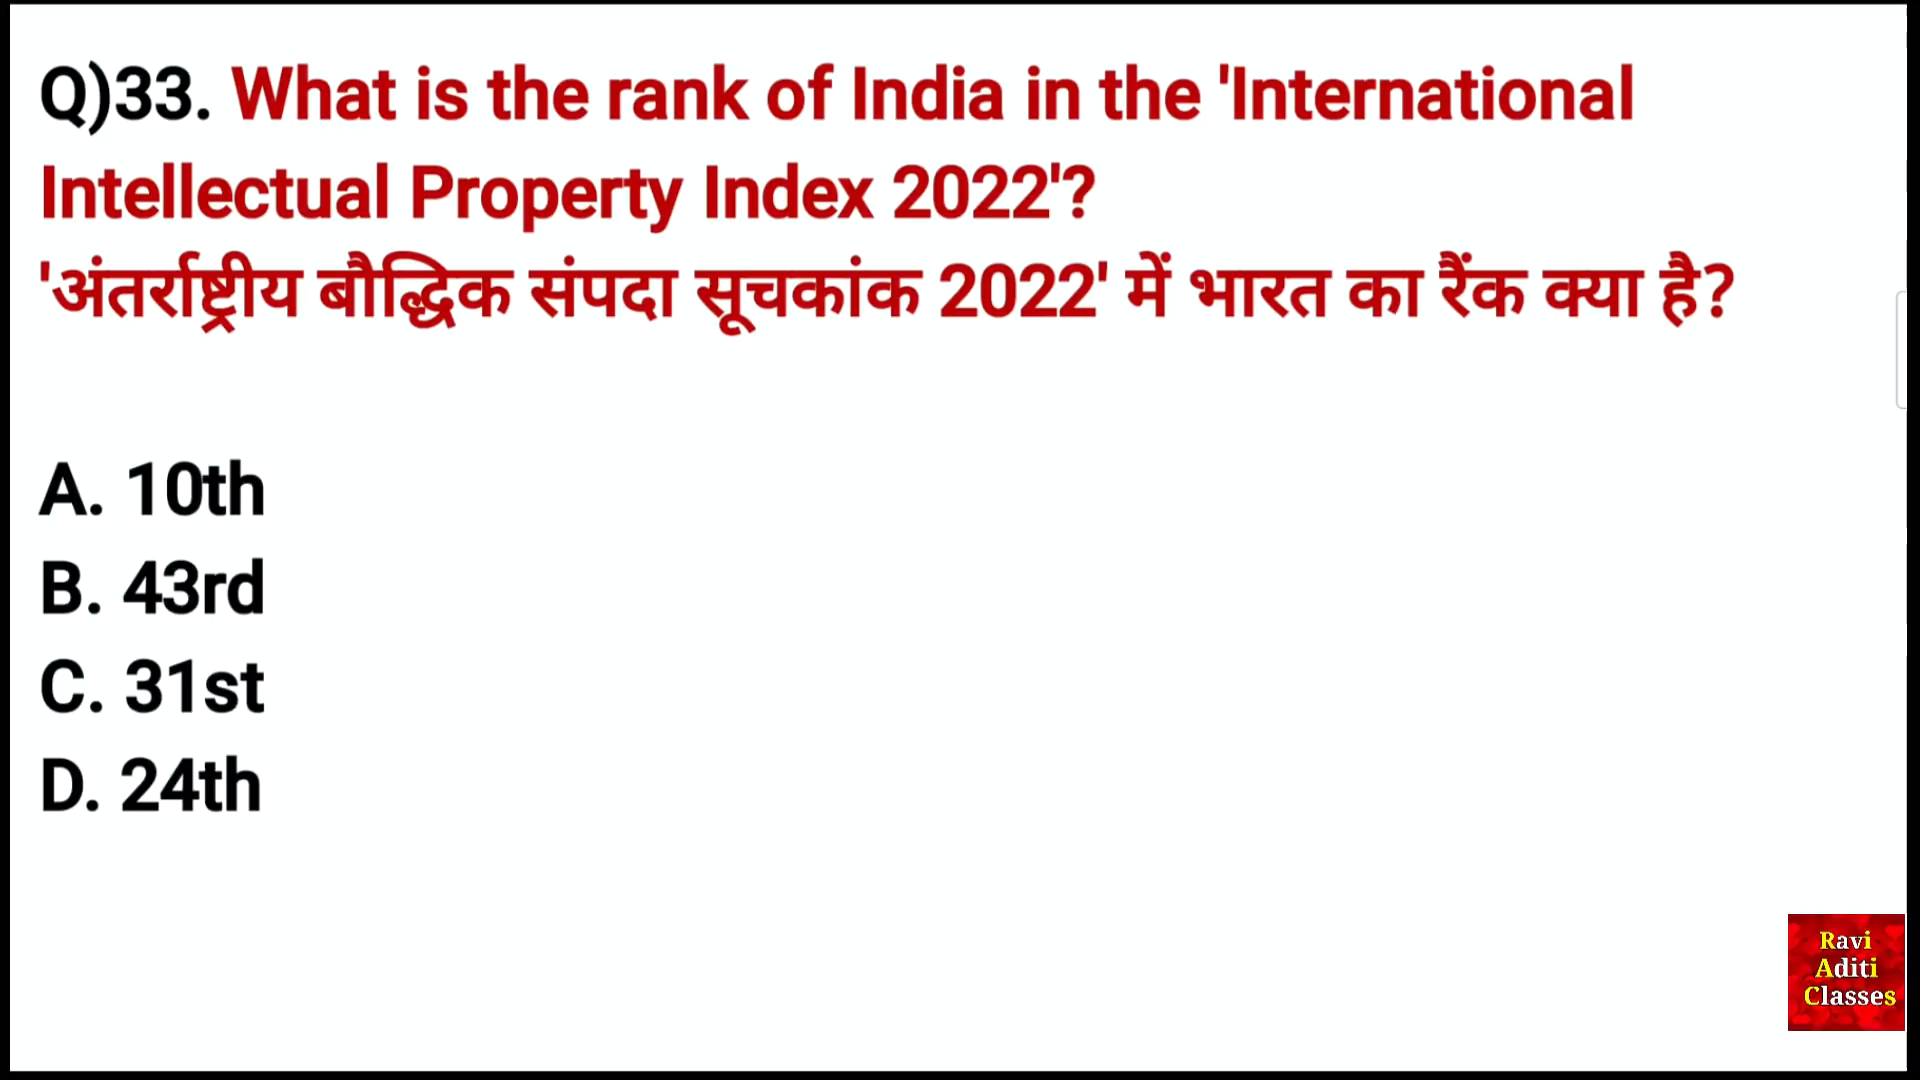 Q)33. What is the rank of India in the 'International
Intellectual Property Index 2022'?
'अंतर्राष्ट्रीय बौद्धिक संपदा सूचकांक 2022' में भारत का रैंक क्या है?
A. 10th
B. 43rd
C. 31st
D. 24th
Ravi
Aditi
Classes